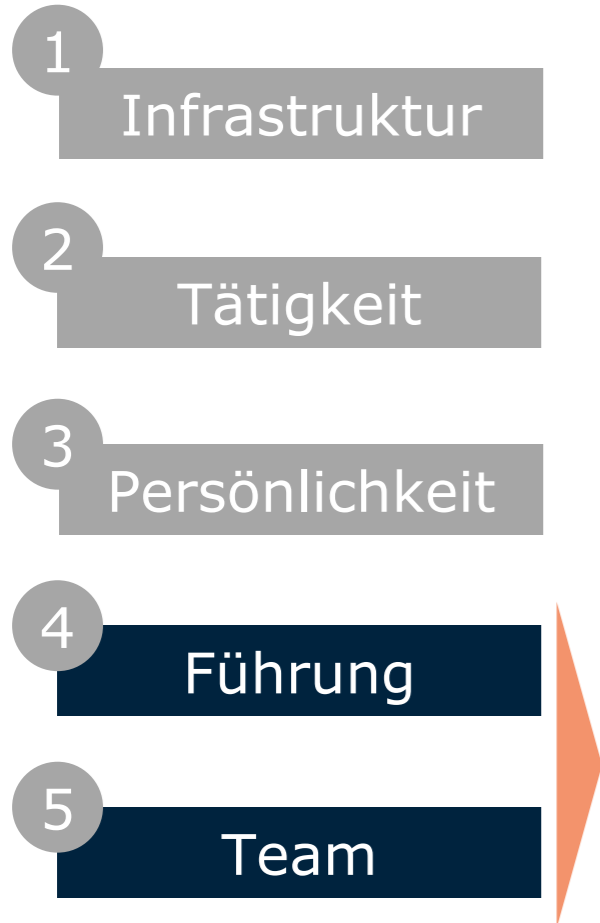 1
Infrastruktur
2
Tätigkeit
3
Persönlichkeit
4
Führung
5
Team